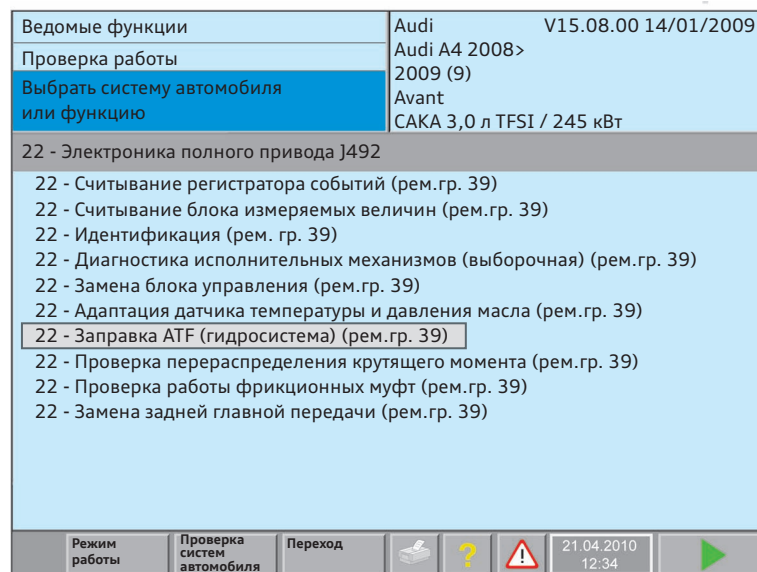 Ведомые функции
Проверка работы
Выбрать систему автомобиля
или функцию
Audi V15.08.00 14/01/2009
Audi A4 2008>
2009 (9)
Avant
CAKA 3,0 л TFSI / 245 кВт
22 - Электроника полного привода J492
22 - Считывание регистратора событий (рем.гр. 39)
22 - Считывание блока измеряемых величин (рем.гр. 39)
22 - Идентификация (рем. гр. 39)
22 - Диагностика исполнительных механизмов (выборочная) (рем.гр. 39)
22 - Замена блока управления (рем.гр. 39)
22 - Адаптация датчика температуры и давления масла (рем.гр. 39)
22 - Заправка ATF (гидросистема) (рем.гр. 39)
22 - Проверка перераспределения крутящего момента (рем.гр. 39)
22 - Проверка работы фрикционных муфт (рем.гр. 39)
22 - Замена задней главной передачи (рем.гр. 39)
Режим
работы
Проверка
систем
автомобиля
Переход
?
!
21.04.2010
12:34